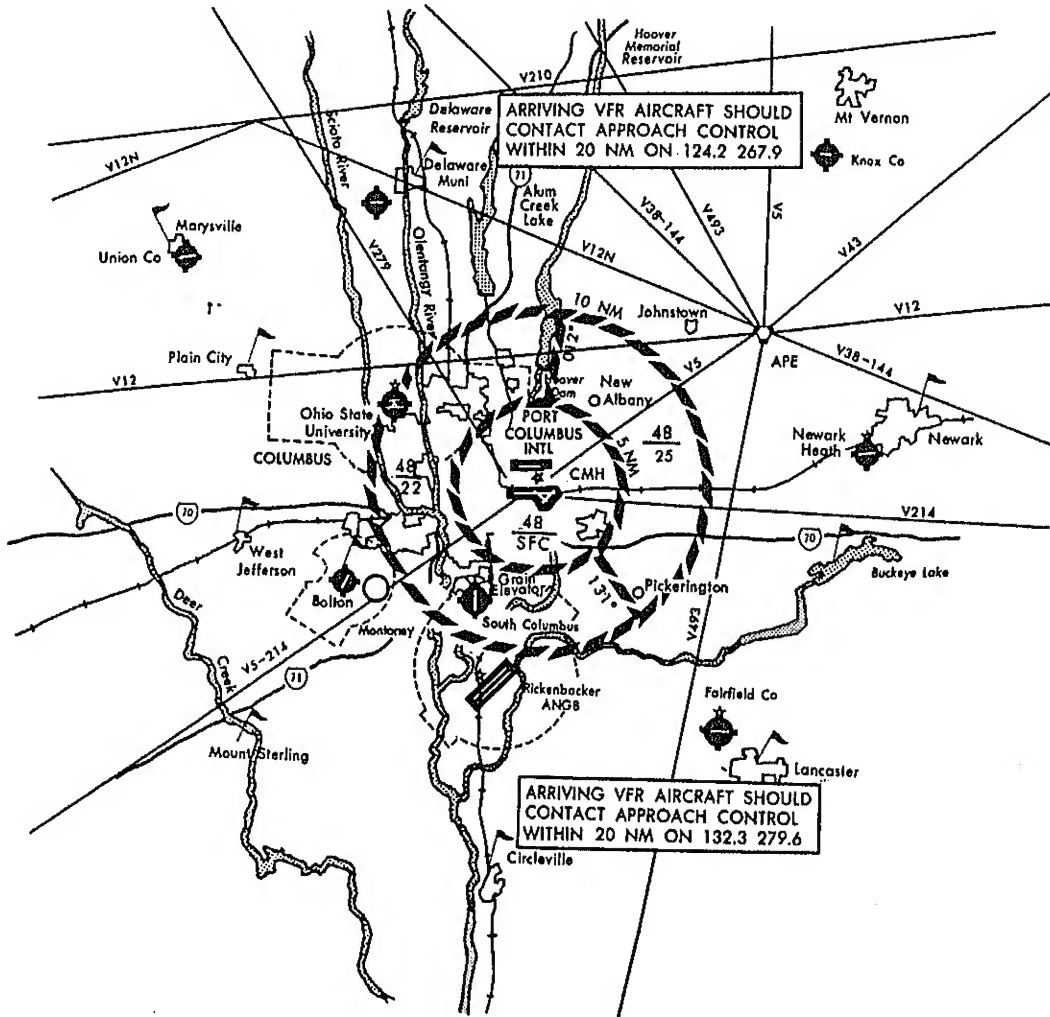 Hoover
Memorial
Reservoir
V210
Delaware
Reservoir
ARRIVING VFR AIRCRAFT SHOULD
CONTACT APPROACH CONTROL
WITHIN 20 NM ON 124.2 267.9
Mt Vernon
Knox Co
Scioto River
V12N
Delaware
Muni
71
Alum
Creek
Lake
V38-144
V493
V5
V43
Marysville
Union Co
V279
Olentangy River
V12N
10 NM
Johnstown
V12
APE
V38-144
Plain City
V12
012°
V5
New
Albany
Ohio State
University
PORT
COLUMBUS
INTL
5 NM
48
25
Newark
Heath
Newark
COLUMBUS
48
22
CMH
V214
70
48
SFC
70
West
Jefferson
Buckeye Lake
Bolton
Grain
Elevator
131°
Pickerington
South Columbus
Deer
Creek
Montoney
V5-214
V493
71
Rickenbacker
ANGB
Fairfield Co
Mount Sterling
Lancaster
ARRIVING VFR AIRCRAFT SHOULD
CONTACT APPROACH CONTROL
WITHIN 20 NM ON 132.3 279.6
Circleville